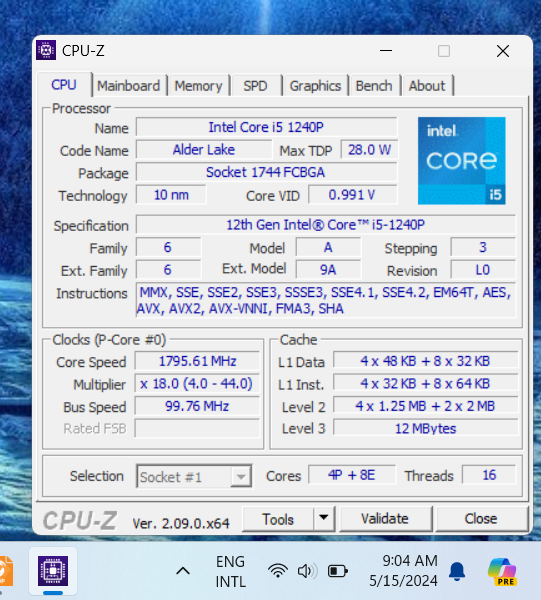 CPU-Z
CPU Mainboard Memory SPD Graphics Bench About
Processor
Name Intel Core i5 1240P
Code Name Alder Lake Max TDP 28.0 W
Package Socket 1744 FCBGA
Technology 10 nm Core VID 0.991 V
intel
CORE
i5
Specification 12th Gen Intel® Core™ i5-1240P
Family 6 Model A Stepping 3
Ext. Family 6 Ext. Model 9A Revision L0
Instructions MMX, SSE, SSE2, SSE3, SSSE3, SSE4.1, SSE4.2, EM64T, AES,
AVX, AVX2, AVX-VNNI, FMA3, SHA
Clocks (P-Core #0)
Core Speed 1795.61 MHz
Multiplier x 18.0 (4.0 - 44.0)
Bus Speed 99.76 MHz
Rated FSB
Cache
L1 Data 4 x 48 KB + 8 x 32 KB
L1 Inst. 4 x 32 KB + 8 x 64 KB
Level 2 4 x 1.25 MB + 2 x 2 MB
Level 3 12 MBytes
Selection Socket #1 Cores 4P + 8E Threads 16
CPU-Z Ver. 2.09.0.x64 Tools Validate Close
ENG
INTL
9:04 AM
5/15/2024
PRE